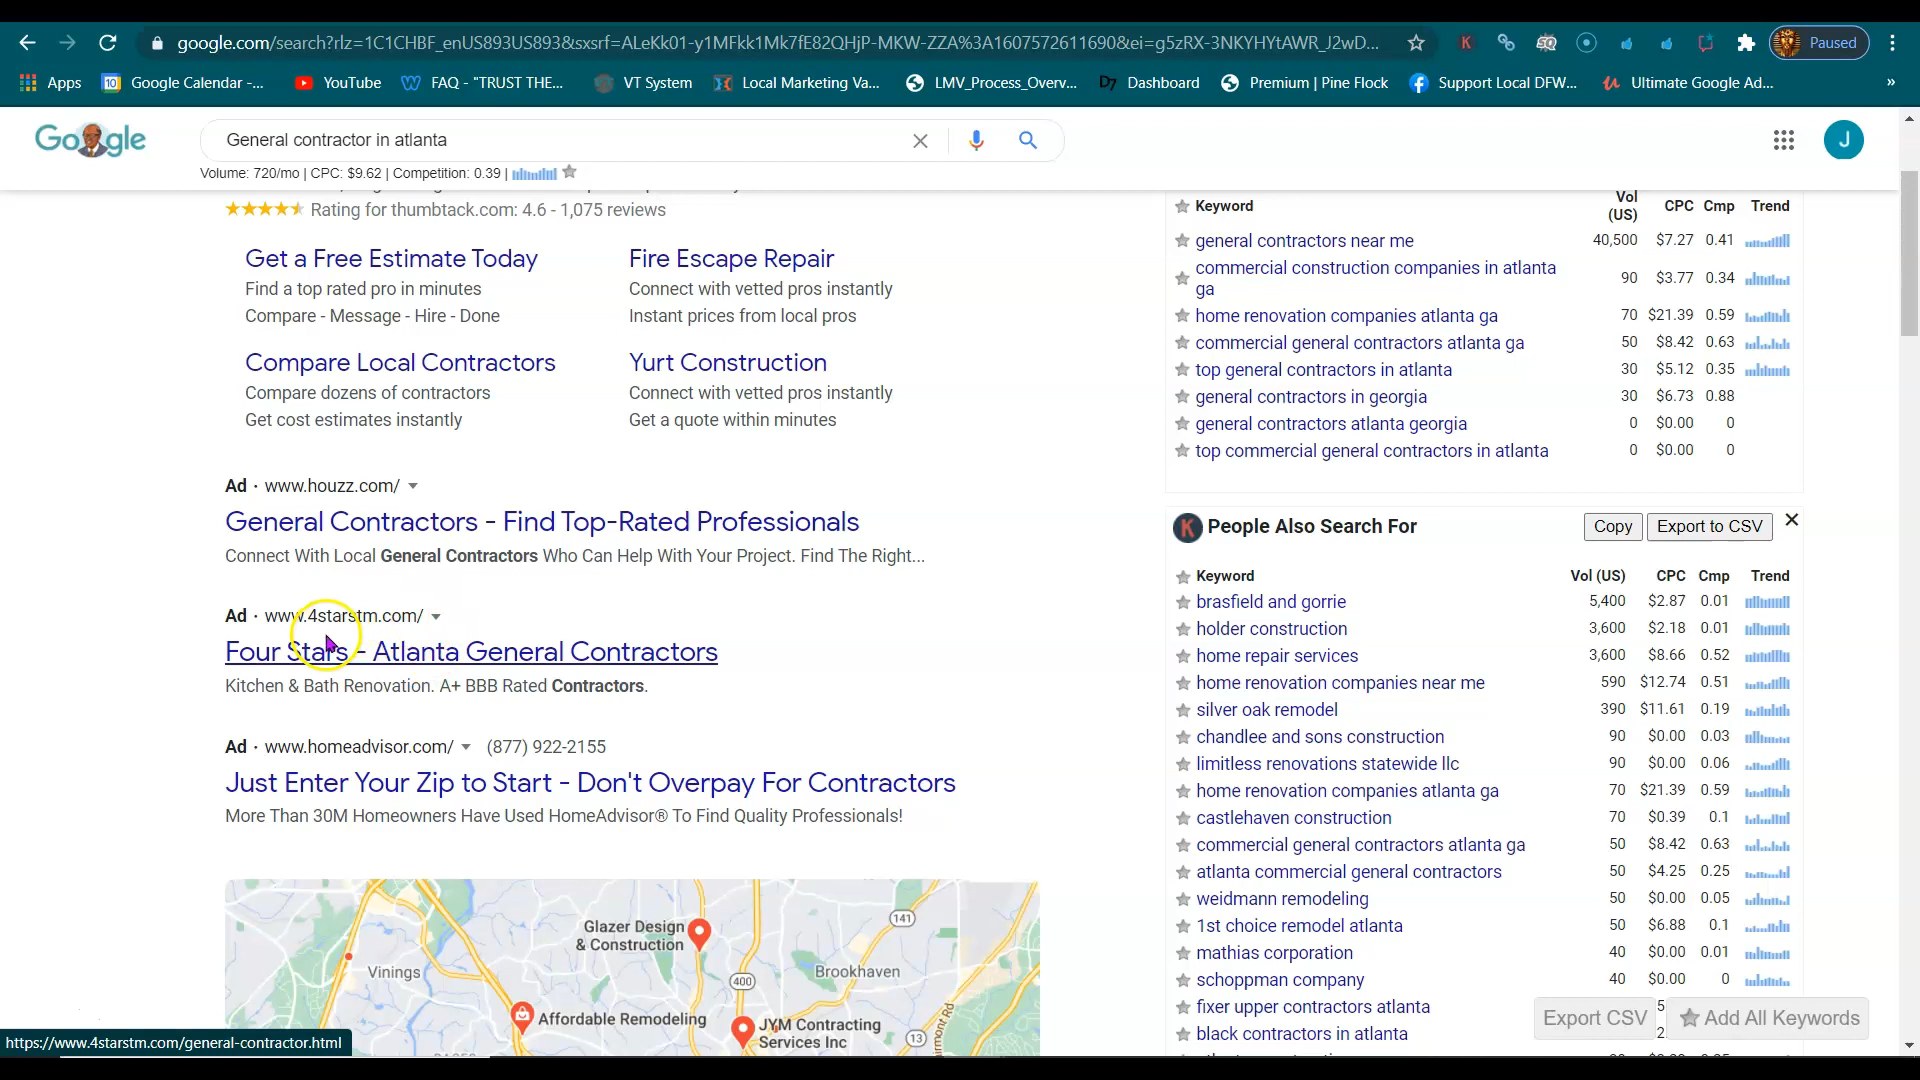 google.com/search?rlz=1C1CHBF_enUS893US893&sxsrf=ALeKk01-y1MFkk1Mk7fE82QHjP-MKW-ZZA%3A1607572611690&ei=g5zRX-3NKYHYtAWR_J2wD...
Paused
Apps
Google Calendar -...
YouTube
FAQ - "TRUST THE...
VT System
Local Marketing Va...
LMV_Process_Overv...
Dashboard
Premium | Pine Flock
Support Local DFW...
Ultimate Google Ad...
»
Google
General contractor in atlanta
J
Volume: 720/mo | CPC: $9.62 | Competition: 0.39 |
Rating for thumbtack.com: 4.6 - 1,075 reviews
Get a Free Estimate Today
Find a top rated pro in minutes
Compare - Message - Hire - Done
Fire Escape Repair
Connect with vetted pros instantly
Instant prices from local pros
Compare Local Contractors
Compare dozens of contractors
Get cost estimates instantly
Yurt Construction
Connect with vetted pros instantly
Get a quote within minutes
Ad · www.houzz.com/
General Contractors - Find Top-Rated Professionals
Connect With Local General Contractors Who Can Help With Your Project. Find The Right...
Ad · www.4starstm.com/
Four Stars - Atlanta General Contractors
Kitchen & Bath Renovation. A+ BBB Rated Contractors.
Ad · www.homeadvisor.com/ (877) 922-2155
Just Enter Your Zip to Start - Don't Overpay For Contractors
More Than 30M Homeowners Have Used HomeAdvisor® To Find Quality Professionals!
Glazer Design & Construction
141
Vinings
400
Brookhaven
Affordable Remodeling
JYM Contracting Services Inc
13
https://www.4starstm.com/general-contractor.html
Keyword Vol (US) CPC Cmp Trend
general contractors near me 40,500 $7.27 0.41
commercial construction companies in atlanta ga 90 $3.77 0.34
home renovation companies atlanta ga 70 $21.39 0.59
commercial general contractors atlanta ga 50 $8.42 0.63
top general contractors in atlanta 30 $5.12 0.35
general contractors in georgia 30 $6.73 0.88
general contractors atlanta georgia 0 $0.00 0
top commercial general contractors in atlanta 0 $0.00 0
K People Also Search For Copy Export to CSV
Keyword Vol (US) CPC Cmp Trend
brasfield and gorrie 5,400 $2.87 0.01
holder construction 3,600 $2.18 0.01
home repair services 3,600 $8.66 0.52
home renovation companies near me 590 $12.74 0.51
silver oak remodel 390 $11.61 0.19
chandlee and sons construction 90 $0.00 0.03
limitless renovations statewide llc 90 $0.00 0.06
home renovation companies atlanta ga 70 $21.39 0.59
castlehaven construction 70 $0.39 0.1
commercial general contractors atlanta ga 50 $8.42 0.63
atlanta commercial general contractors 50 $4.25 0.25
weidmann remodeling 50 $0.00 0.05
1st choice remodel atlanta 50 $6.88 0.1
mathias corporation 40 $0.00 0.01
schoppman company 40 $0.00 0
fixer upper contractors atlanta
black contractors in atlanta
Export CSV
Add All Keywords